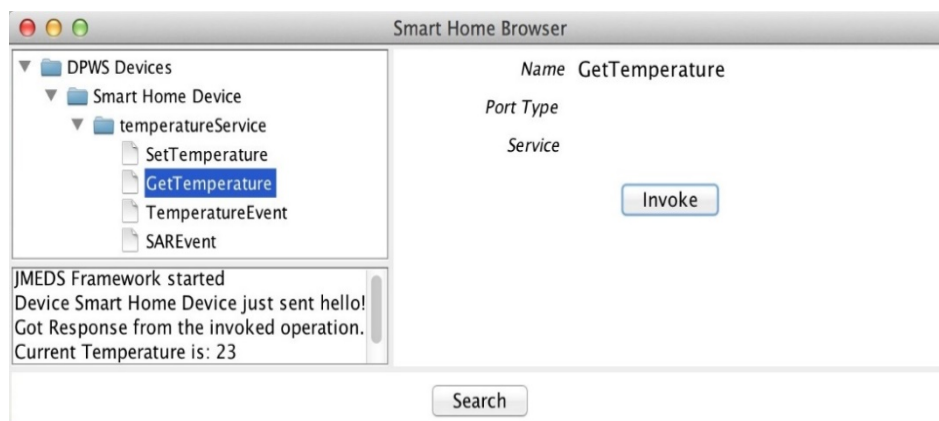 Smart Home Browser
DPWS Devices
Smart Home Device
temperatureService
SetTemperature
GetTemperature
TemperatureEvent
SAREvent
JMEDS Framework started
Device Smart Home Device just sent hello!
Got Response from the invoked operation.
Current Temperature is: 23
Name GetTemperature
Port Type
Service
Invoke
Search